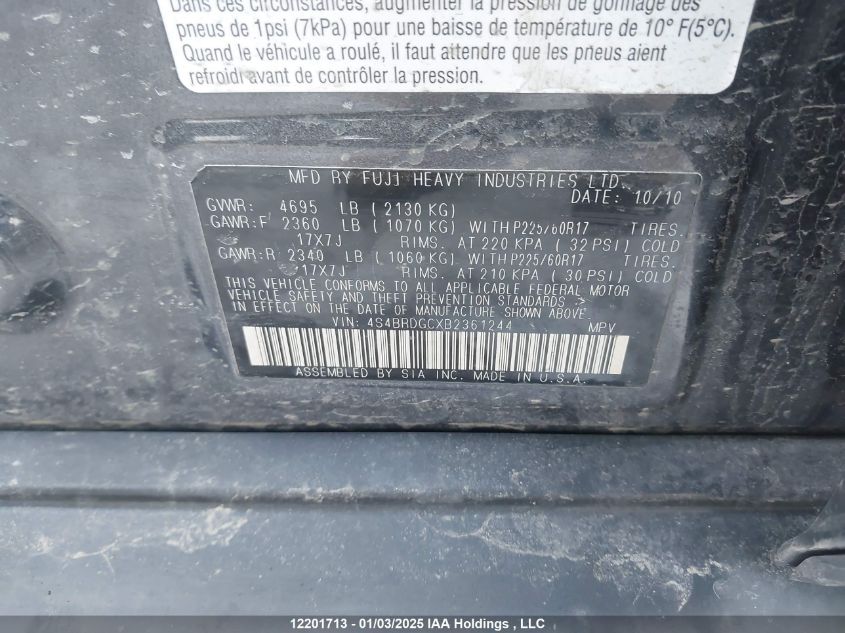 Dans ces circonstances, augmenter la pression de gonflage des
pneus de 1psi (7kPa) pour une baisse de température de 10° F(5°C).
Quand le véhicule a roulé, il faut attendre que les pneus aient
refroidi avant de contrôler la pression.
MFD BY FUJI HEAVY INDUSTRIES LTD.
DATE: 10/10
GVWR: 4695 LB (2130 KG)
GAWR:F 2360 LB (1070 KG) WITH P225/60R17 TIRES.
17X7J RIMS. AT 220 KPA (32 PSI) COLD
GAWR:R 2340 LB (1060 KG) WITH P225/60R17 TIRES.
17X7J RIMS. AT 210 KPA (30 PSI) COLD
THIS VEHICLE CONFORMS TO ALL APPLICABLE FEDERAL MOTOR
VEHICLE SAFETY AND THEFT PREVENTION STANDARDS
IN EFFECT ON THE DATE OF MANUFACTURE SHOWN ABOVE.
VIN: 4S4BRDGCXB2361244 MPV
ASSEMBLED BY SIA INC. MADE IN U.S.A.
12201713 - 01/03/2025 IAA Holdings , LLC